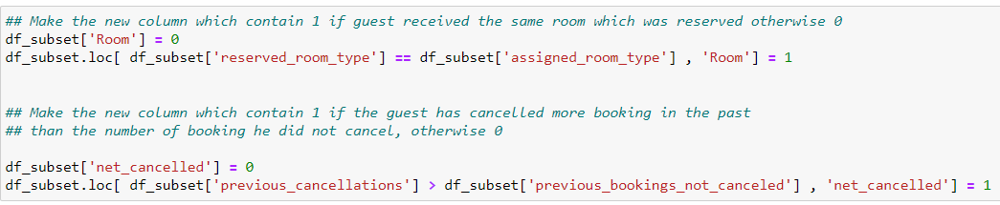 ## Make the new column which contain 1 if guest received the same room which was reserved otherwise 0
df_subset['Room'] = 0
df_subset.loc[ df_subset['reserved_room_type'] == df_subset['assigned_room_type'] , 'Room'] = 1
## Make the new column which contain 1 if the guest has cancelled more booking in the past
## than the number of booking he did not cancel, otherwise 0
df_subset['net_cancelled'] = 0
df_subset.loc[ df_subset['previous_cancellations'] > df_subset['previous_bookings_not_canceled'] , 'net_cancelled'] = 1